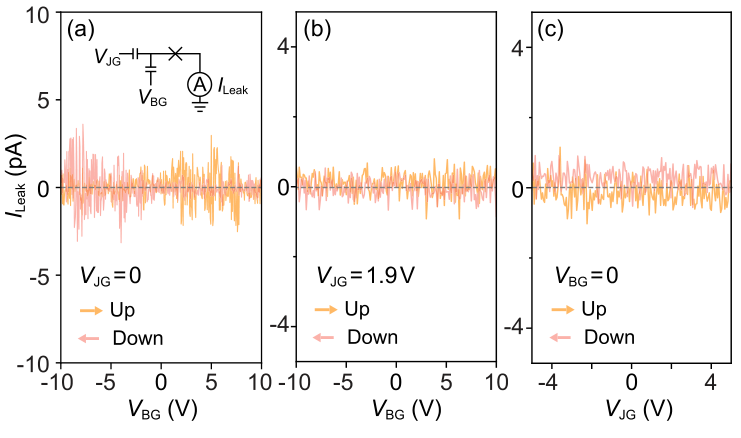 (a)
V_JG
V_BG
A
I_Leak
10
5
0
-5
-10
I_Leak (pA)
V_JG = 0
Up
Down
-10 -5 0 5 10
V_BG (V)
(b)
4
0
-4
V_JG = 1.9 V
Up
Down
-10 -5 0 5 10
V_BG (V)
(c)
4
0
-4
V_BG = 0
Up
Down
-4 0 4
V_JG (V)